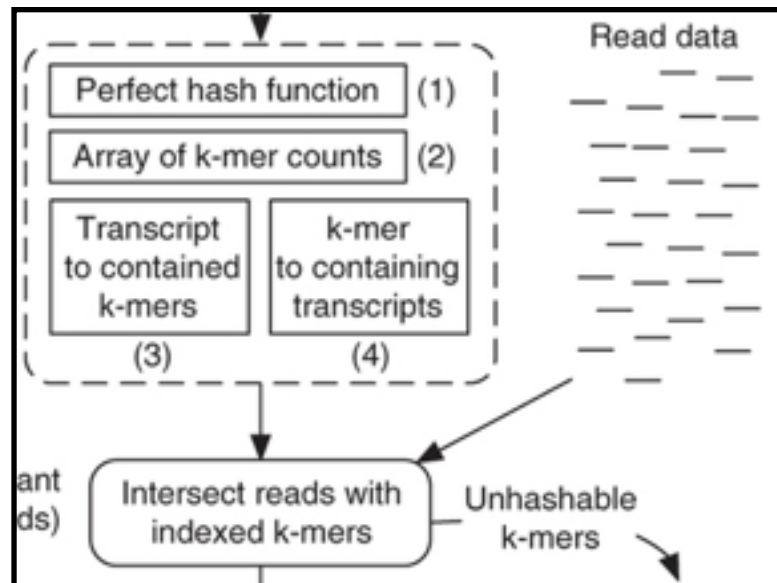 Read data
Perfect hash function (1)
Array of k-mer counts (2)
Transcript
to contained
k-mers
(3)
k-mer
to containing
transcripts
(4)
ant
ds)
Intersect reads with
indexed k-mers
Unhashable
k-mers